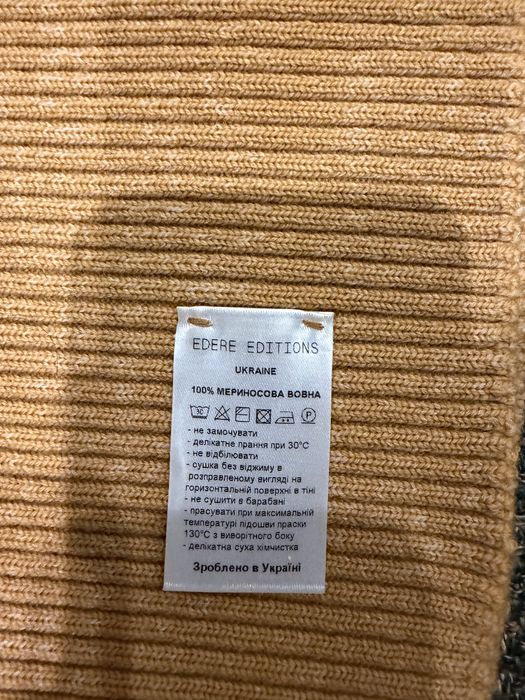 EDERE EDITIONS
UKRAINE
100% МЕРИНОСОВА ВОВНА
30 P
- не замочувати
- делікатне прання при 30°C
- не відбілювати
- сушка без віджиму в
розправленому вигляді на
горизонтальній поверхні в тіні
- не сушити в барабані
- прасувати при максимальній
температурі підошви праски
130°C з виворітного боку
- делікатна суха хімчистка
Зроблено в Україні